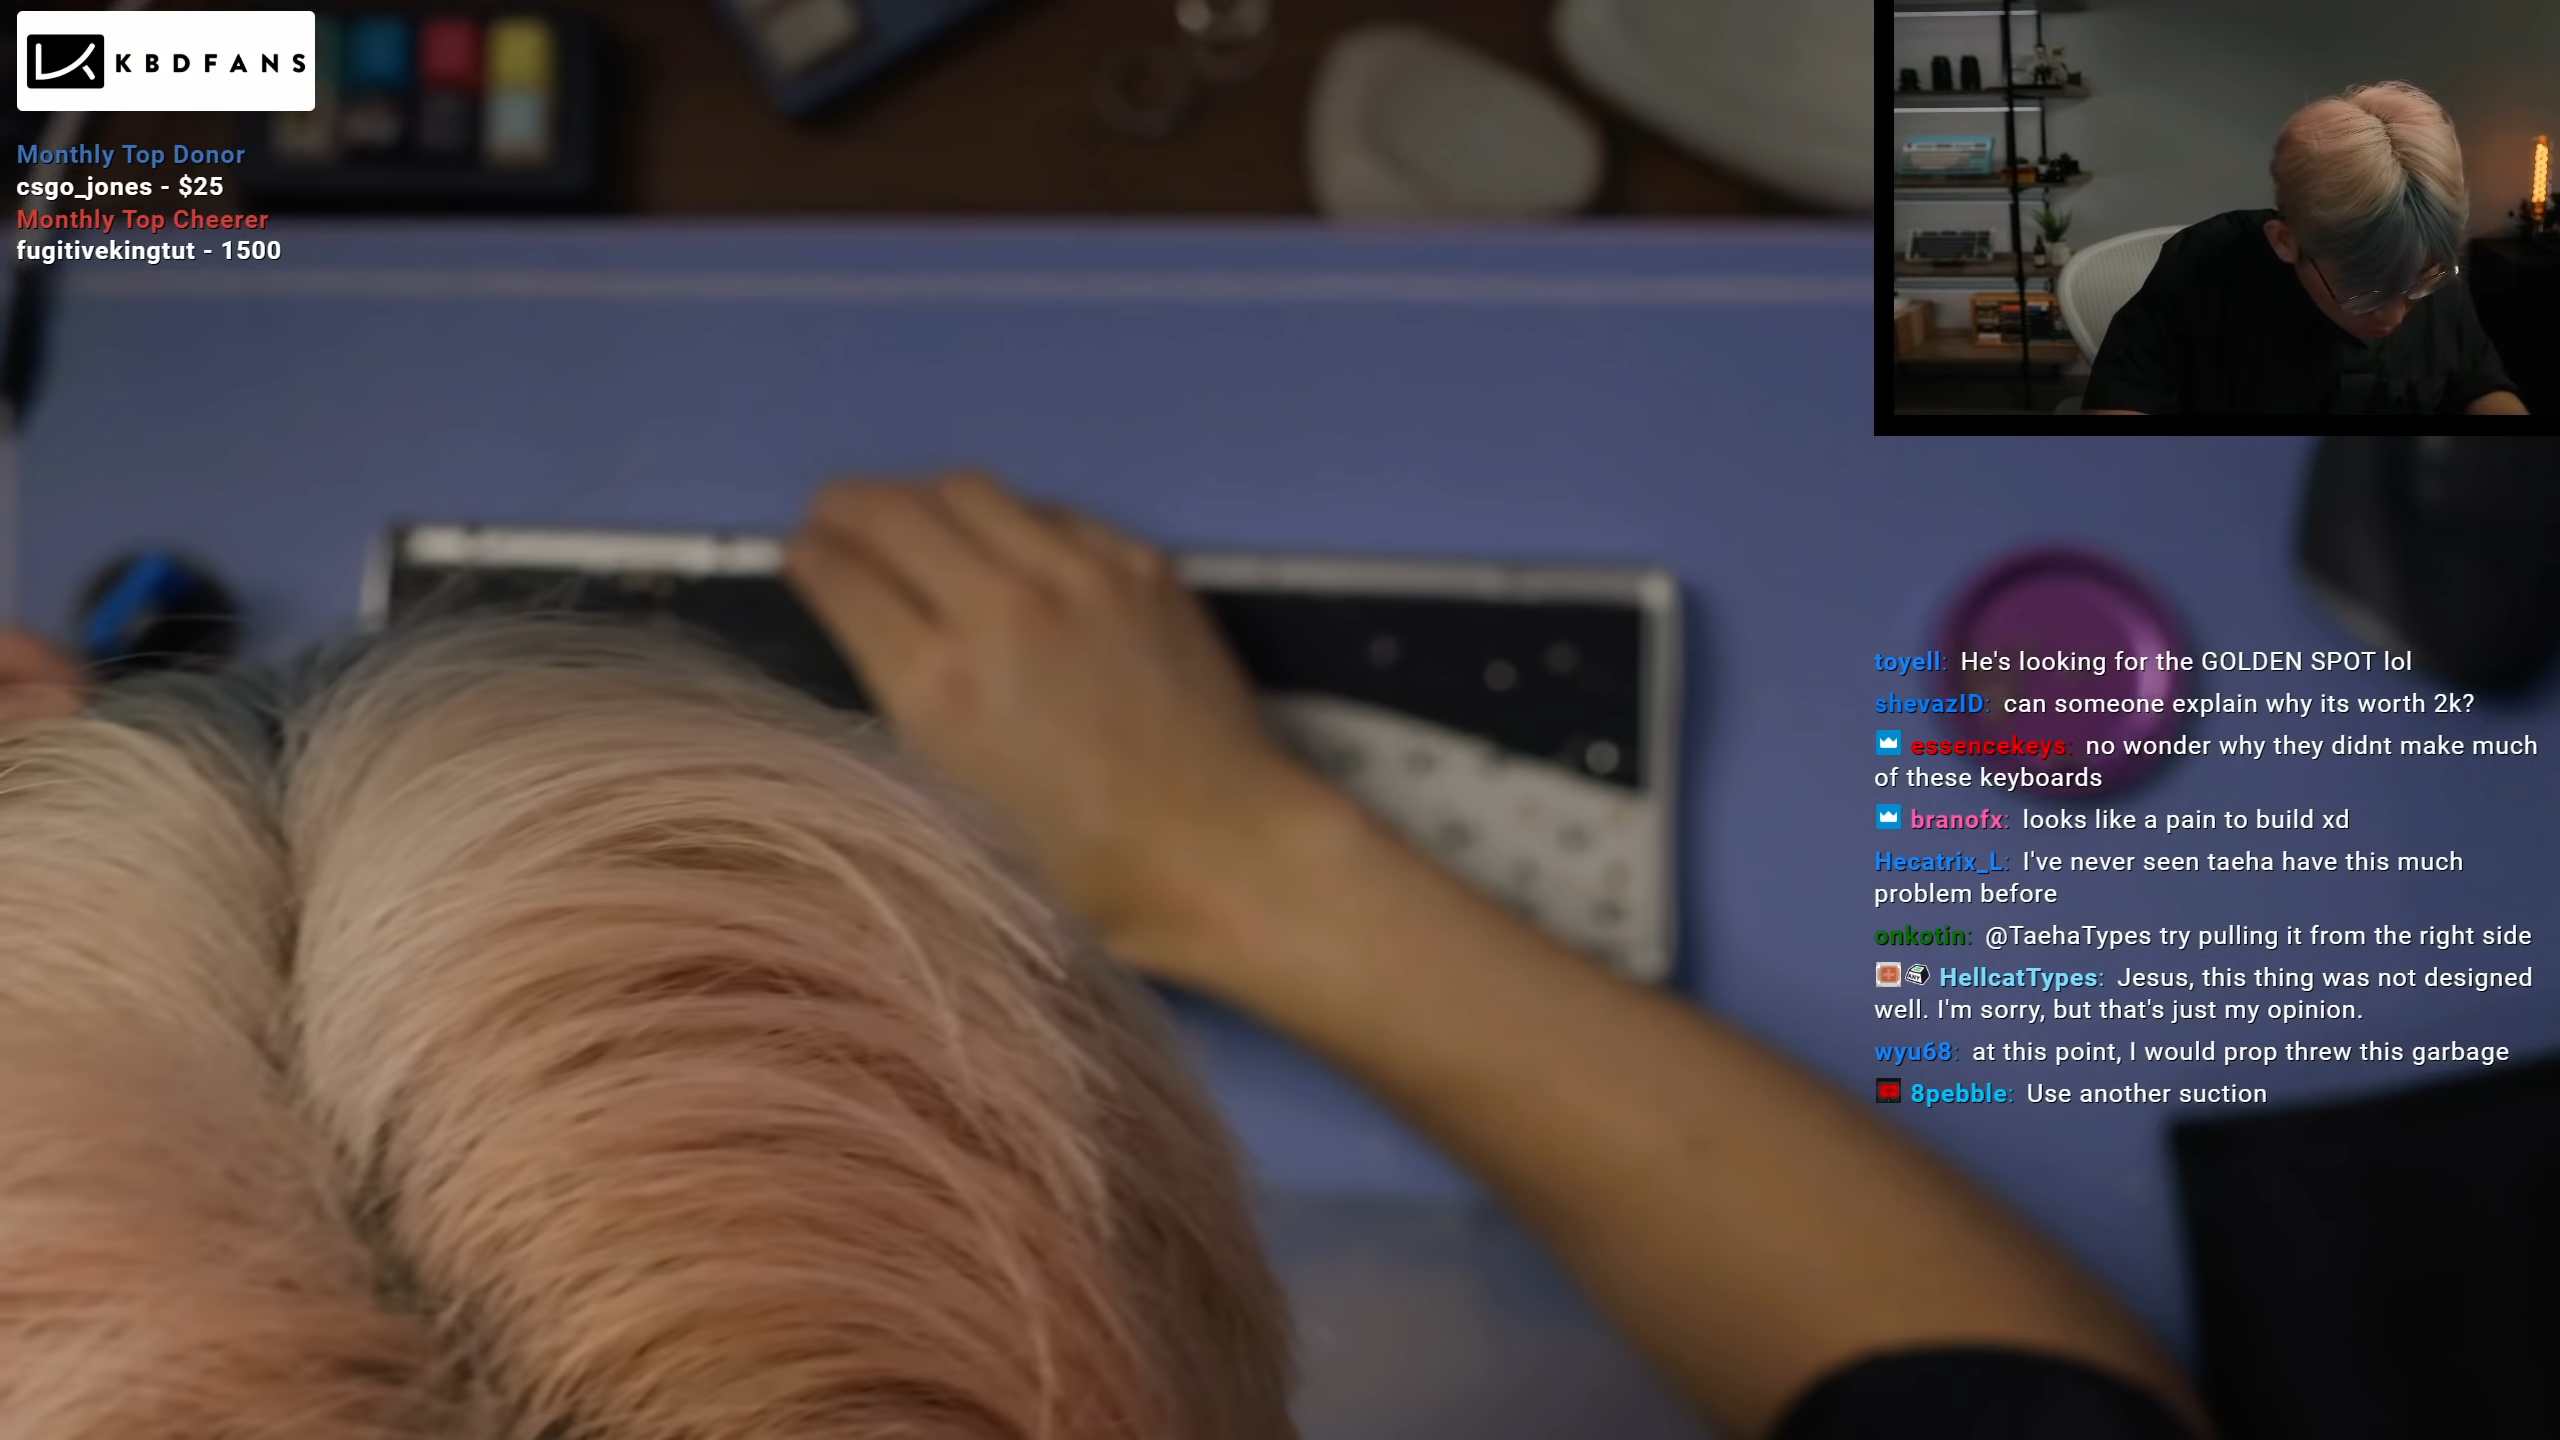 KBDFANS
Monthly Top Donor
csgo_jones - $25
Monthly Top Cheerer
fugitivekingtut - 1500
toyell: He's looking for the GOLDEN SPOT lol
shevazID: can someone explain why its worth 2k?
essencekeys: no wonder why they didnt make much
of these keyboards
branofx: looks like a pain to build xd
Hecatrix_L: I've never seen taeha have this much
problem before
onkotin: @TaehaTypes try pulling it from the right side
HellcatTypes: Jesus, this thing was not designed
well. I'm sorry, but that's just my opinion.
wyu68: at this point, I would prop threw this garbage
8pebble: Use another suction